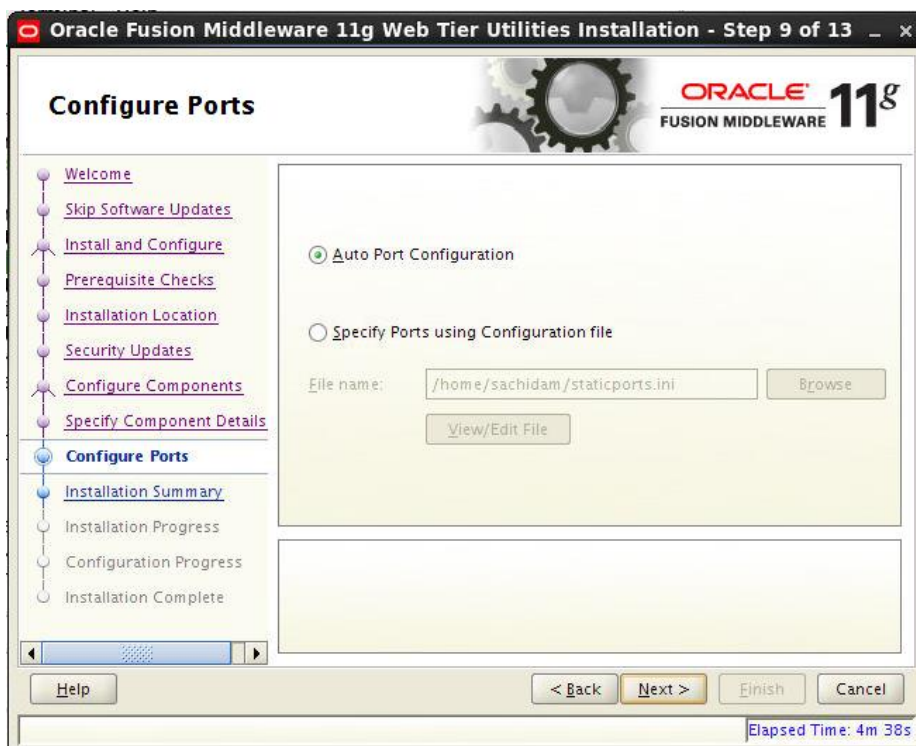 Oracle Fusion Middleware 11g Web Tier Utilities Installation - Step 9 of 13
Configure Ports
ORACLE
FUSION MIDDLEWARE 11g
Welcome
Skip Software Updates
Install and Configure
Prerequisite Checks
Installation Location
Security Updates
Configure Components
Specify Component Details
Configure Ports
Installation Summary
Installation Progress
Configuration Progress
Installation Complete
Auto Port Configuration
Specify Ports using Configuration file
File name: /home/sachidam/staticports.ini Browse
View/Edit File
Help < Back Next > Finish Cancel
Elapsed Time: 4m 38s